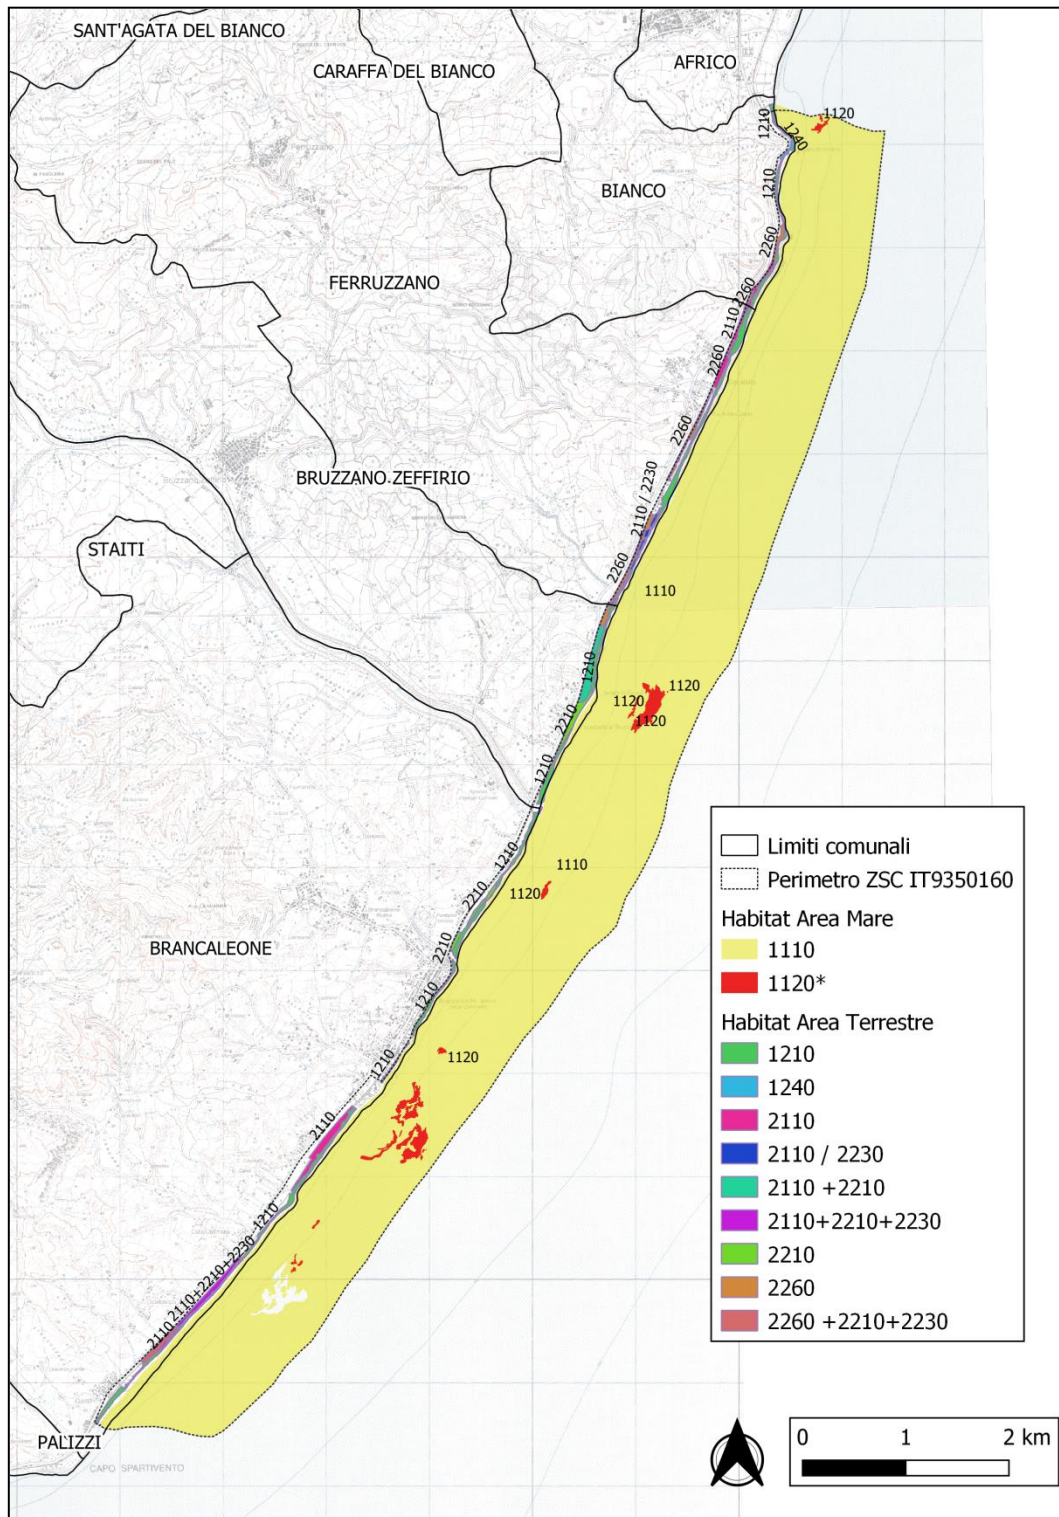 SANT'AGATA DEL BIANCO
CARAFFA DEL BIANCO
AFRICO
1120
1210
1240
BIANCO
1210
2260
FERRUZZANO
2260
2110
2260
2260
BRUZZANO ZEFFIRIO
2110 / 2230
STAITI
2260
1110
1210
1120
1120
1120
2210
1210
1210
1110
1120
2210
BRANCALEONE
2210
1210
1120
1210
2110
1210
2110+2210+2230
2110
PALIZZI
CAPO SPARTIVENTO
Limiti comunali
Perimetro ZSC IT9350160
Habitat Area Mare
1110
1120*
Habitat Area Terrestre
1210
1240
2110
2110 / 2230
2110 +2210
2110+2210+2230
2210
2260
2260 +2210+2230
0 1 2 km